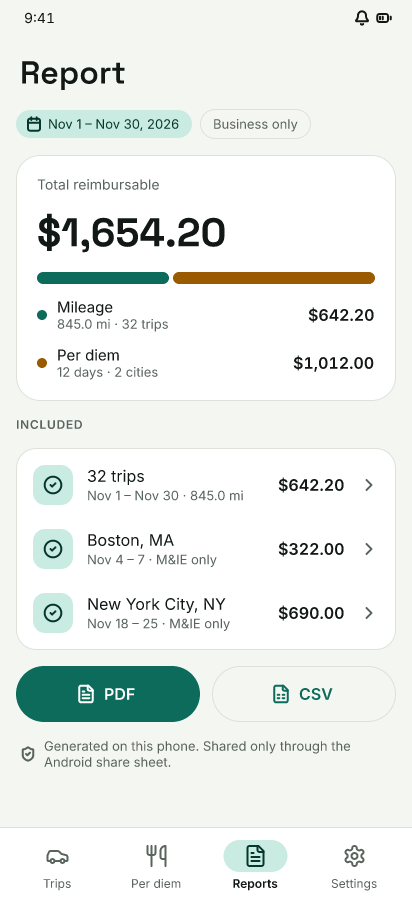 9:41
Report
Nov 1 – Nov 30, 2026
Business only
Total reimbursable
$1,654.20
Mileage
$642.20
845.0 mi · 32 trips
Per diem
$1,012.00
12 days · 2 cities
INCLUDED
32 trips
$642.20
Nov 1 – Nov 30 · 845.0 mi
Boston, MA
$322.00
Nov 4 – 7 · M&IE only
New York City, NY
$690.00
Nov 18 – 25 · M&IE only
PDF
CSV
Generated on this phone. Shared only through the
Android share sheet.
Trips
Per diem
Reports
Settings